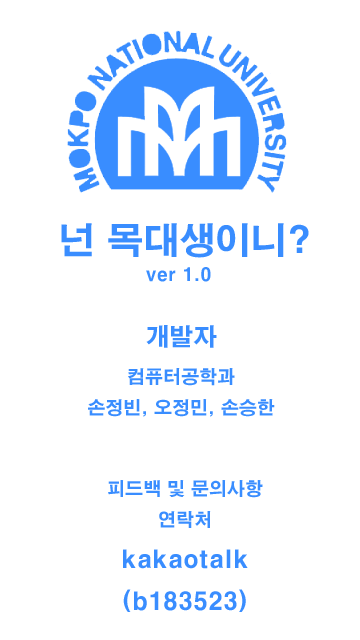 MOKPO NATIONAL UNIVERSITY
넌 목대생이니?
ver 1.0
개발자
컴퓨터공학과
손정빈, 오정민, 손승한
피드백 및 문의사항
연락처
kakaotalk
(b183523)